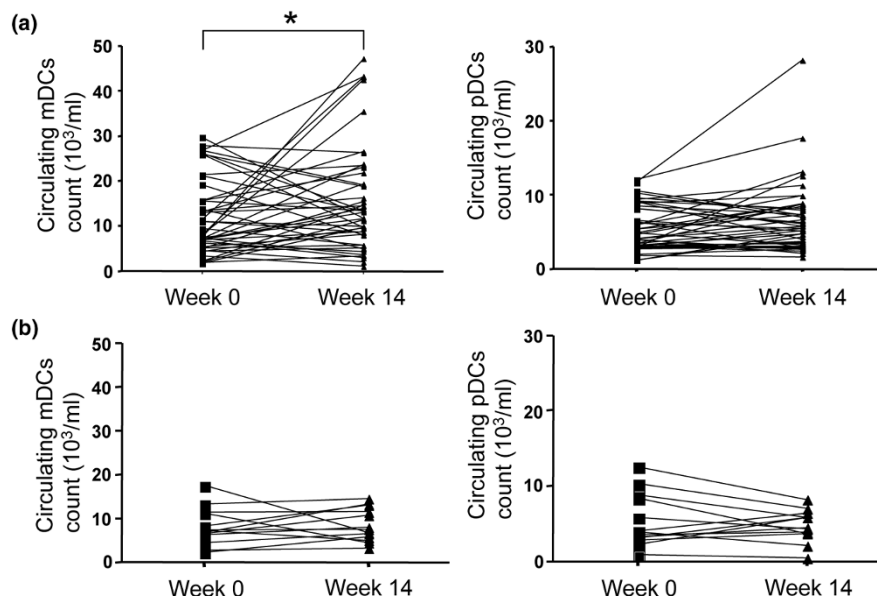 (a)
*
Circulating mDCs
count (10³/ml)
50
40
30
20
10
0
Week 0
Week 14
Circulating pDCs
count (10³/ml)
30
20
10
0
Week 0
Week 14
(b)
Circulating mDCs
count (10³/ml)
50
40
30
20
10
0
Week 0
Week 14
Circulating pDCs
count (10³/ml)
30
20
10
0
Week 0
Week 14